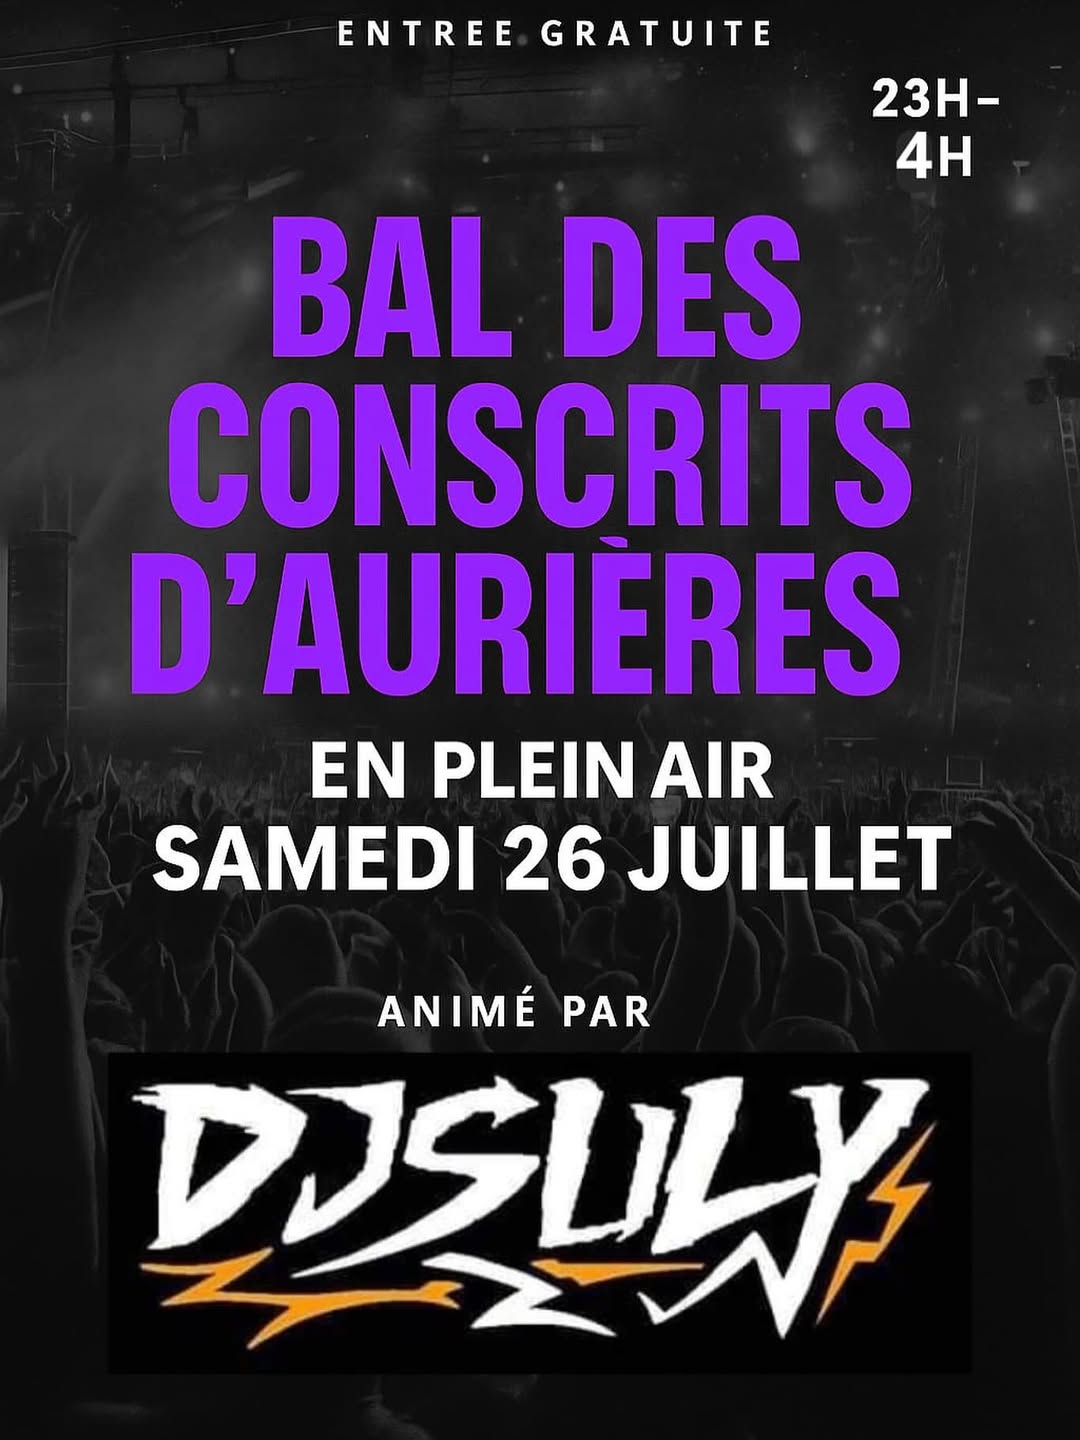 ENTREE GRATUITE
23H-
4H
BAL DES
CONSCRITS
D'AURIÈRES
EN PLEIN AIR
SAMEDI 26 JUILLET
ANIMÉ PAR
DJSULY